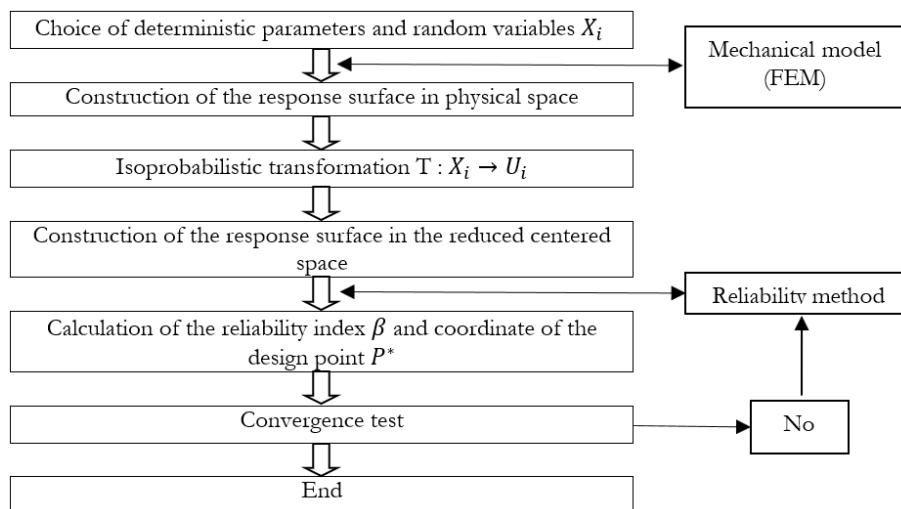 Choice of deterministic parameters and random variables X_i
Mechanical model
(FEM)
Construction of the response surface in physical space
Isoprobabilistic transformation T : X_i → U_i
Construction of the response surface in the reduced centered
space
Reliability method
Calculation of the reliability index β and coordinate of the
design point P*
Convergence test
No
End